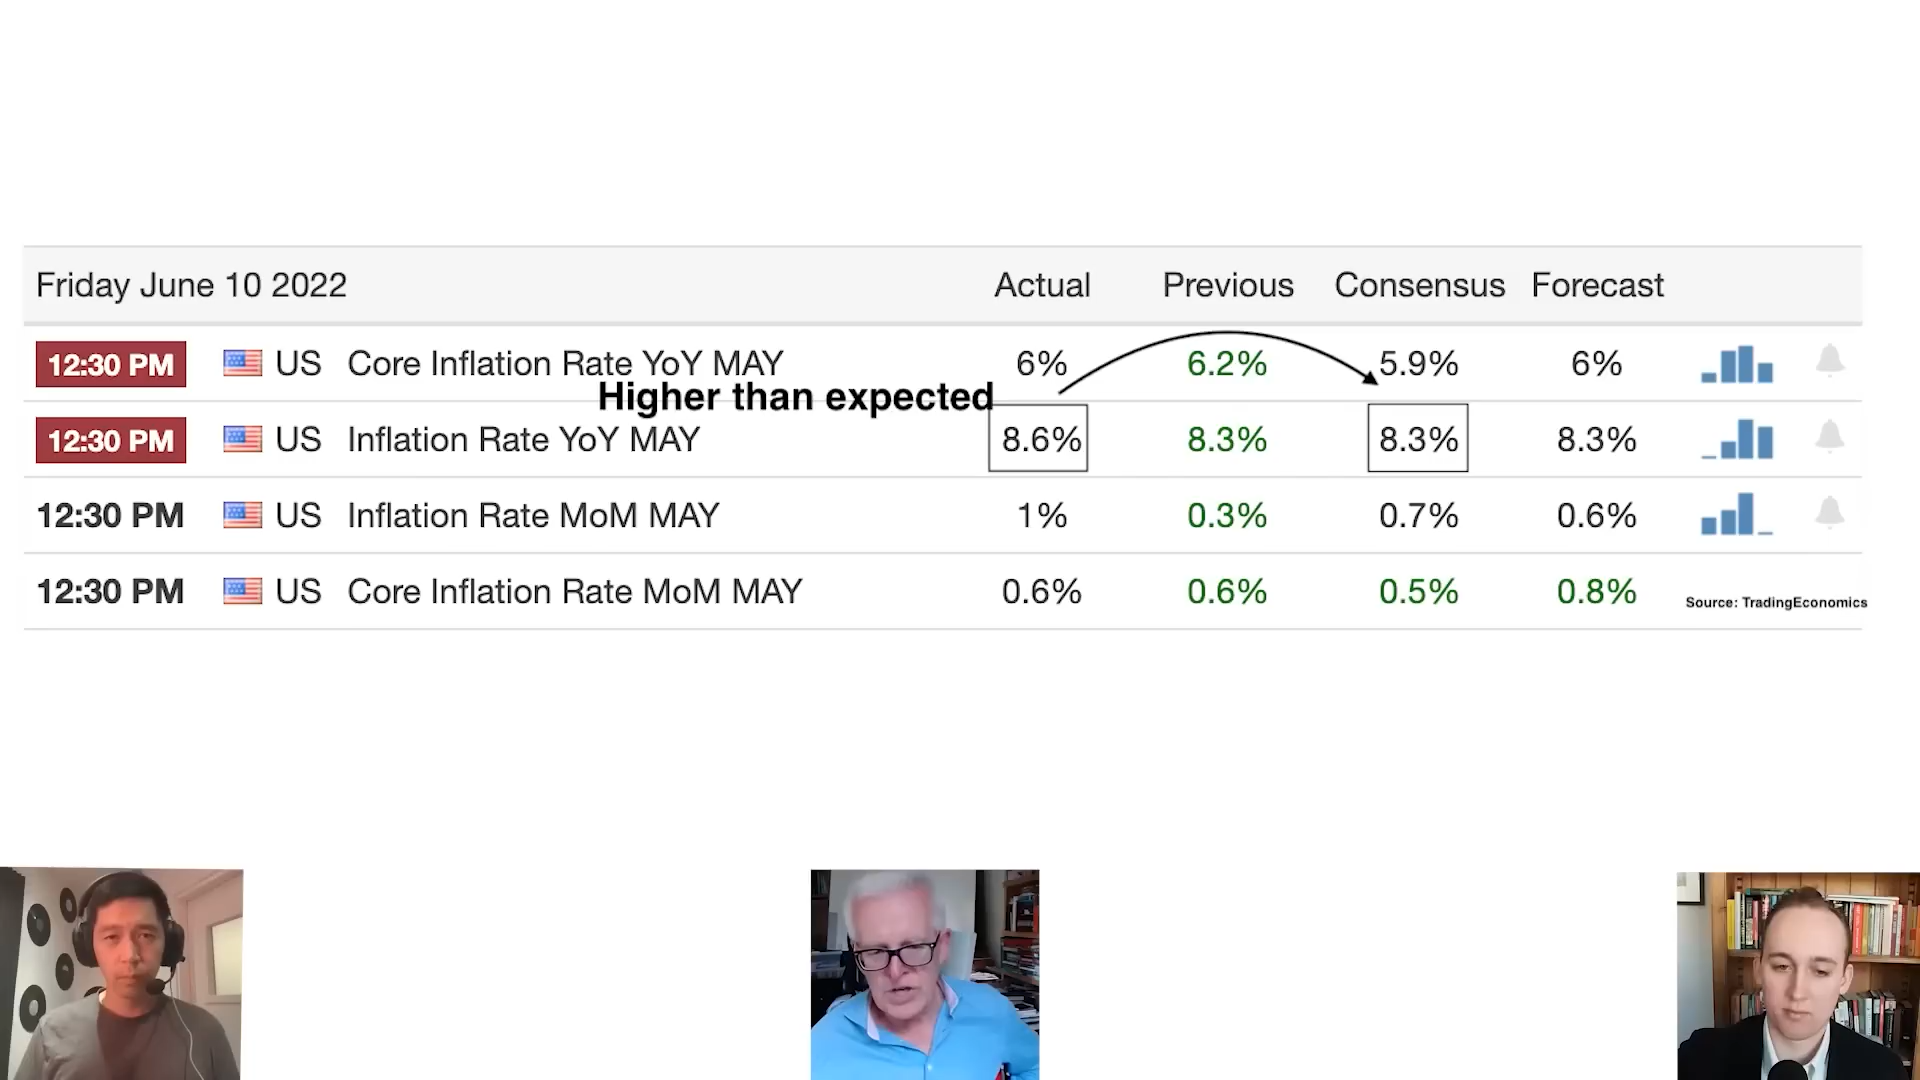 Friday June 10 2022 Actual Previous Consensus Forecast
12:30 PM US Core Inflation Rate YoY MAY 6% 6.2% 5.9% 6%
Higher than expected
12:30 PM US Inflation Rate YoY MAY 8.6% 8.3% 8.3% 8.3%
12:30 PM US Inflation Rate MoM MAY 1% 0.3% 0.7% 0.6%
12:30 PM US Core Inflation Rate MoM MAY 0.6% 0.6% 0.5% 0.8%
Source: TradingEconomics